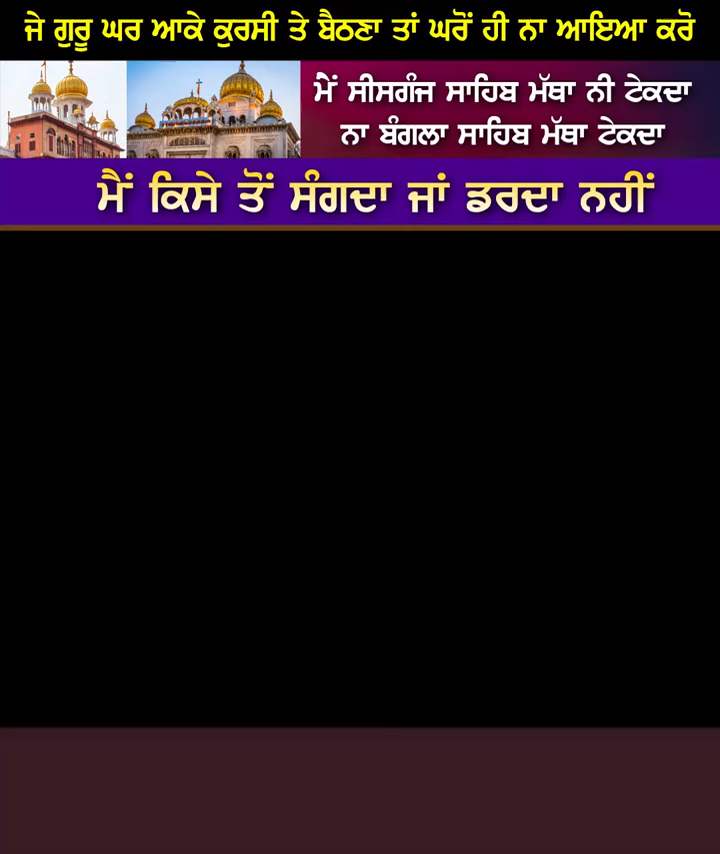 ਜੇ ਗੁਰੂ ਘਰ ਆਕੇ ਕੁਰਸੀ ਤੇ ਬੈਠਣਾ ਤਾਂ ਘਰੋਂ ਹੀ ਨਾ ਆਇਆ ਕਰੋ
ਮੈਂ ਸੀਸਗੰਜ ਸਾਹਿਬ ਮੱਥਾ ਨੀ ਟੇਕਦਾ
ਨਾ ਬੰਗਲਾ ਸਾਹਿਬ ਮੱਥਾ ਟੇਕਦਾ
ਮੈਂ ਕਿਸੇ ਤੋਂ ਸੰਗਦਾ ਜਾਂ ਡਰਦਾ ਨਹੀਂ